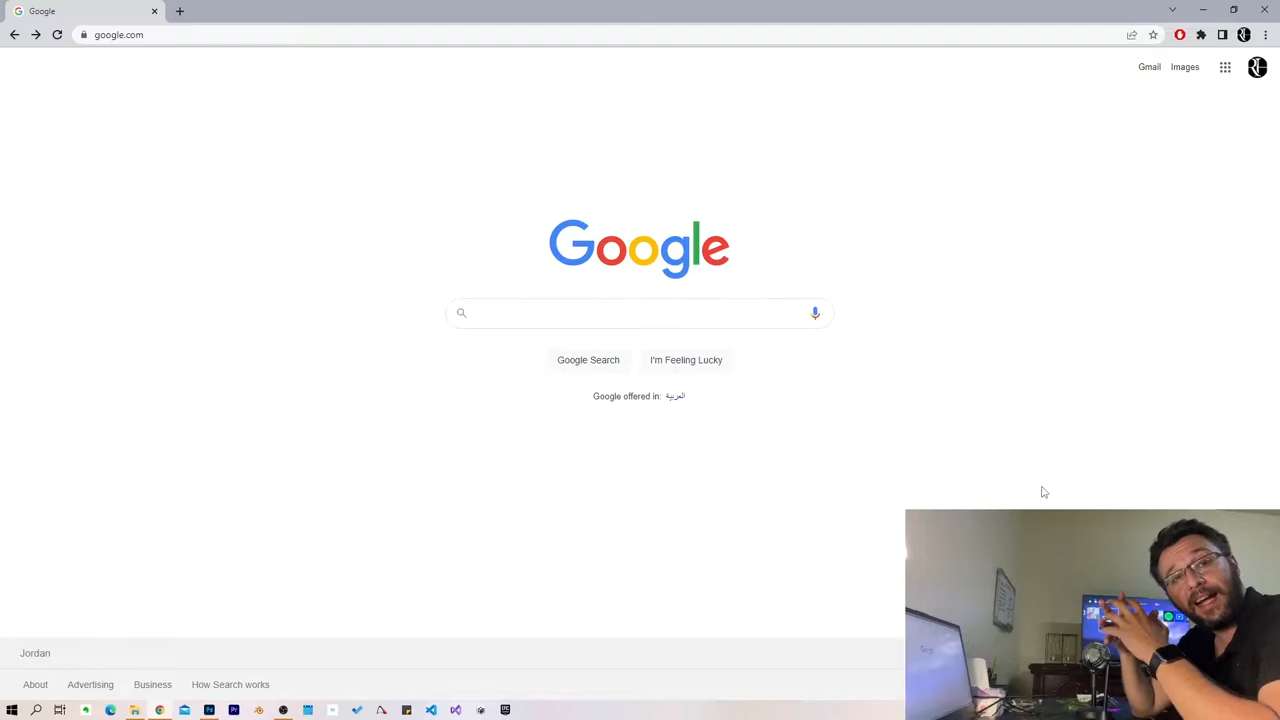 Google
google.com
Gmail Images
Google
Google Search I'm Feeling Lucky
Google offered in: العربية
Jordan
About Advertising Business How Search works